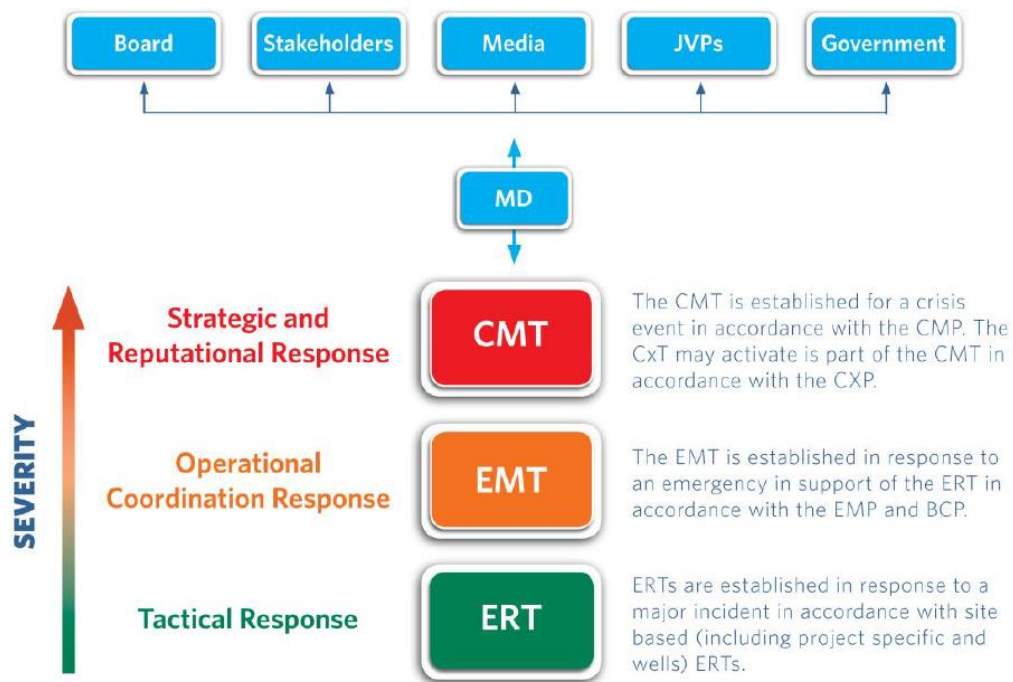 Board
Stakeholders
Media
JVPs
Government
MD
SEVERITY
Strategic and
Reputational Response
CMT
The CMT is established for a crisis
event in accordance with the CMP. The
CxT may activate is part of the CMT in
accordance with the CXP.
Operational
Coordination Response
EMT
The EMT is established in response to
an emergency in support of the ERT in
accordance with the EMP and BCP.
Tactical Response
ERT
ERTs are established in response to a
major incident in accordance with site
based (including project specific and
wells) ERTs.